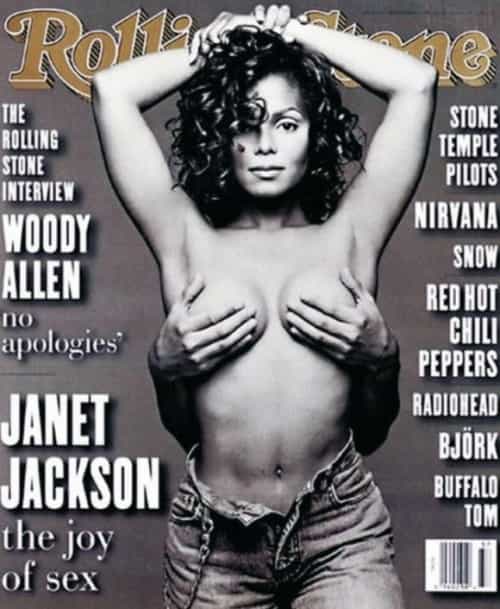 Rolling Stone
THE
ROLLING
STONE
INTERVIEW
WOODY
ALLEN
no
apologies'
JANET
JACKSON
the joy
of sex
STONE
TEMPLE
PILOTS
NIRVANA
SNOW
RED HOT
CHILI
PEPPERS
RADIOHEAD
BJÖRK
BUFFALO
TOM